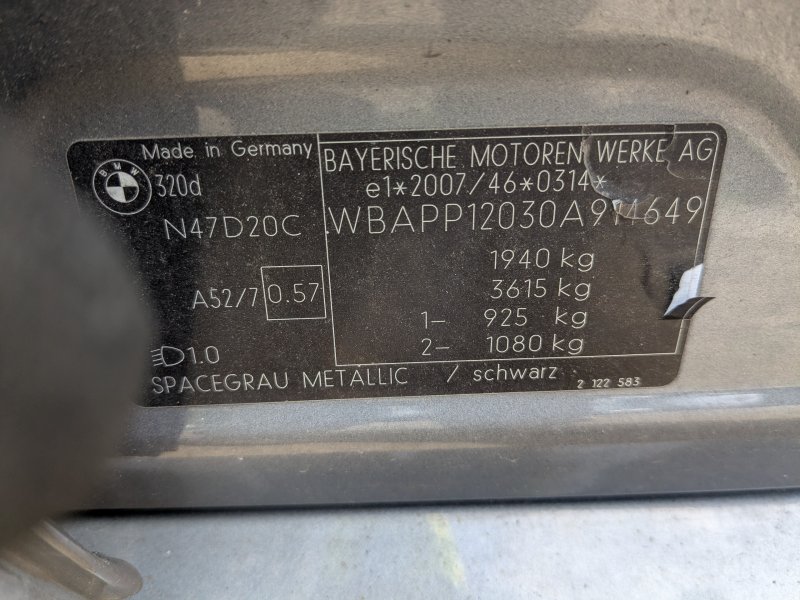 Made in Germany
BMW
320d
N47D20C
A52/7 0.57
1.0
SPACEGRAU METALLIC / schwarz
BAYERISCHE MOTOREN WERKE AG
e1*2007/46*0314*
WBAPP12030A914649
1940 kg
3615 kg
1– 925 kg
2– 1080 kg
2 122 583